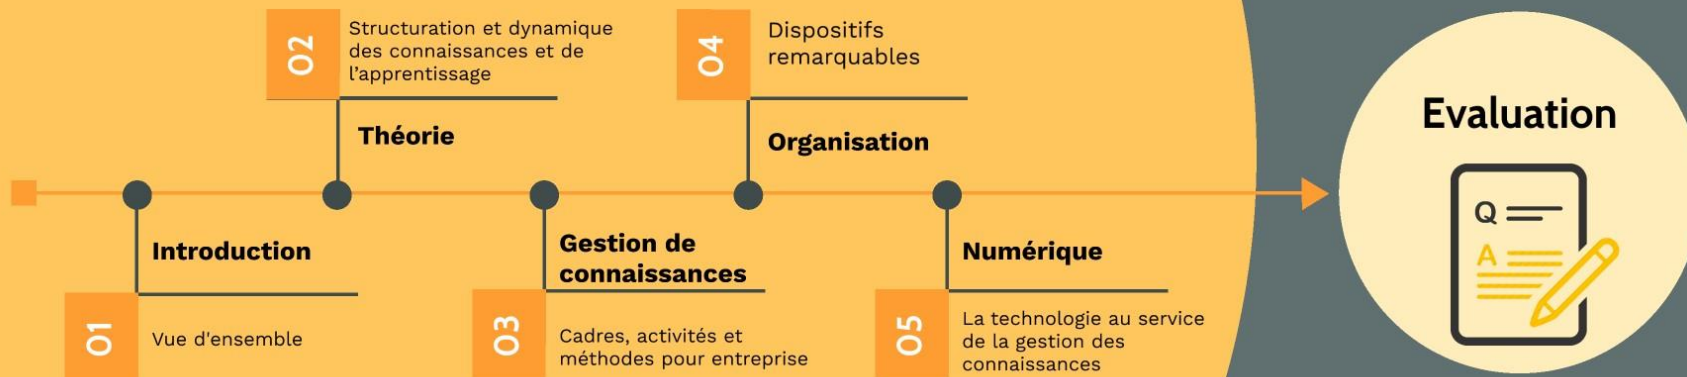 01
Introduction
Vue d'ensemble
02
Structuration et dynamique
des connaissances et de
l'apprentissage
Théorie
03
Gestion de
connaissances
Cadres, activités et
méthodes pour entreprise
04
Dispositifs
remarquables
Organisation
05
Numérique
La technologie au service
de la gestion des
connaissances
Evaluation
Q
A